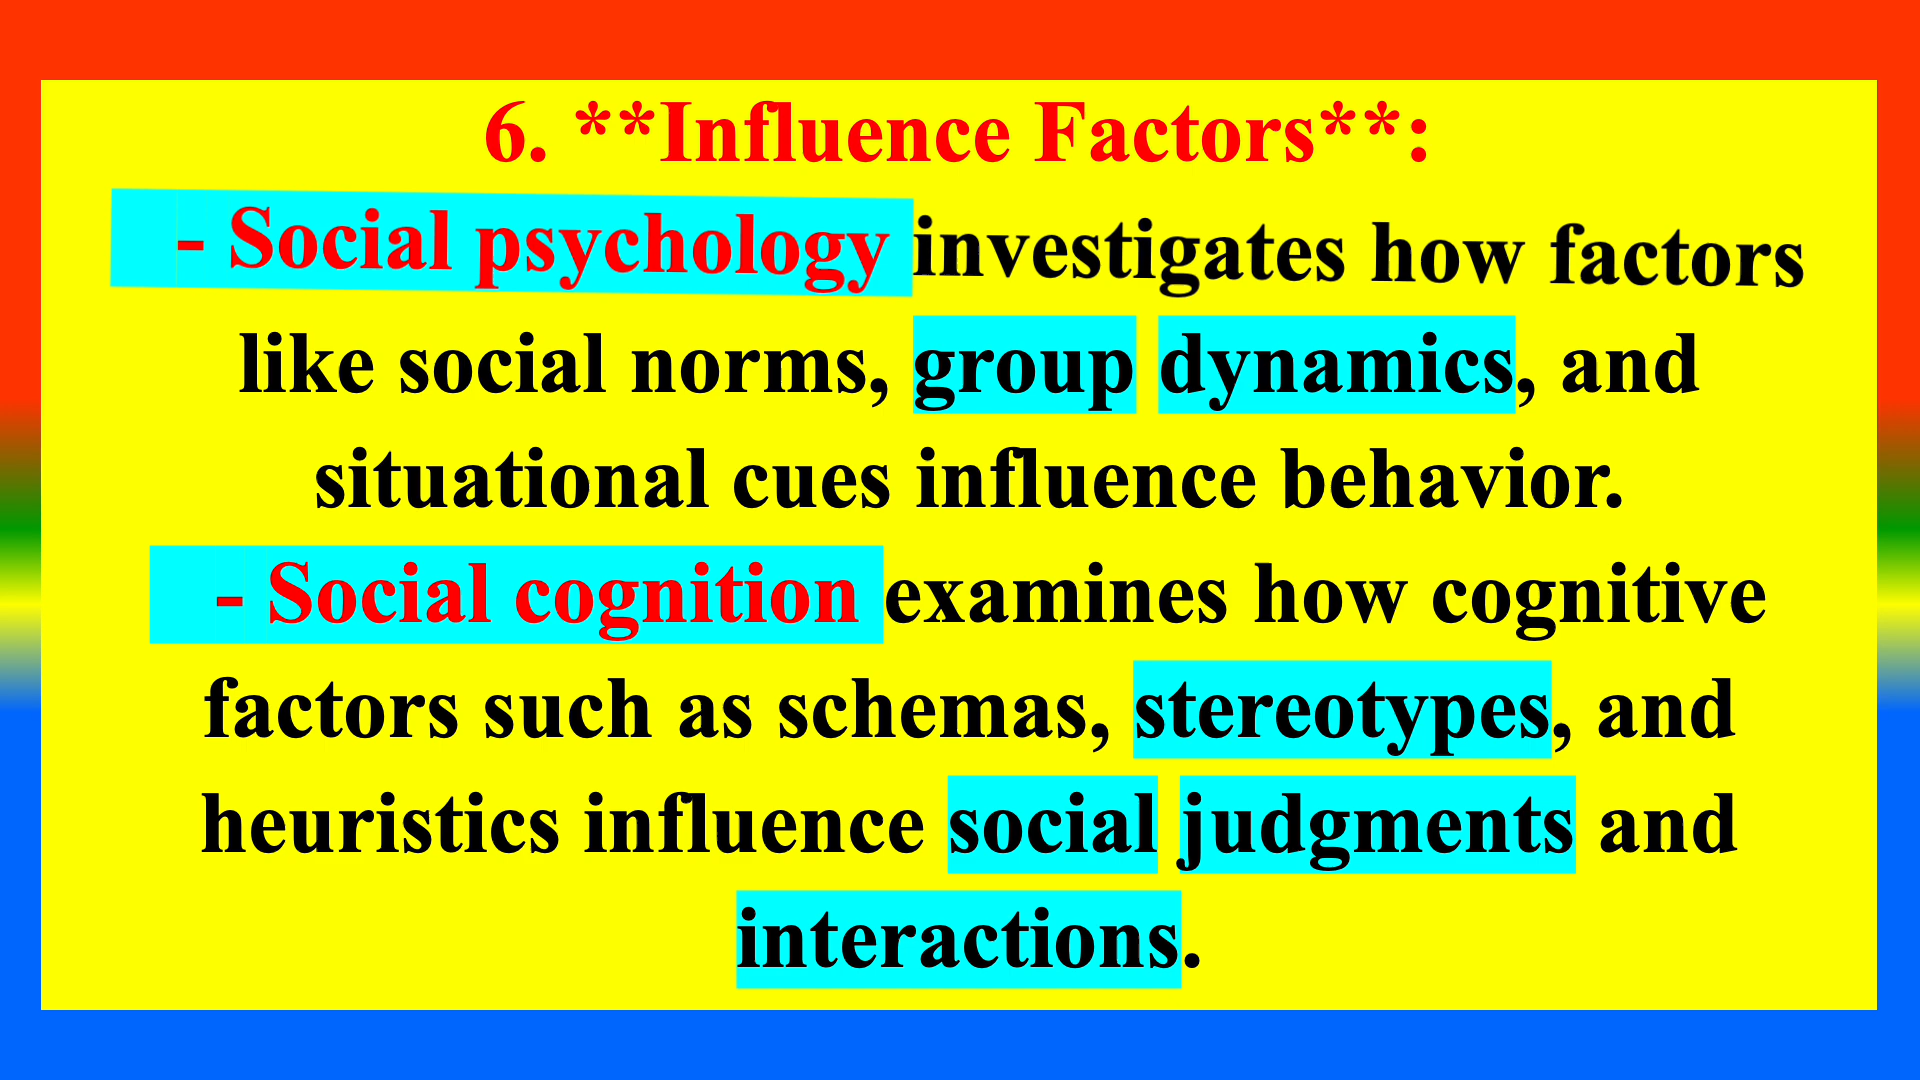 6. **Influence Factors**:
- Social psychology investigates how factors
like social norms, group dynamics, and
situational cues influence behavior.
- Social cognition examines how cognitive
factors such as schemas, stereotypes, and
heuristics influence social judgments and
interactions.